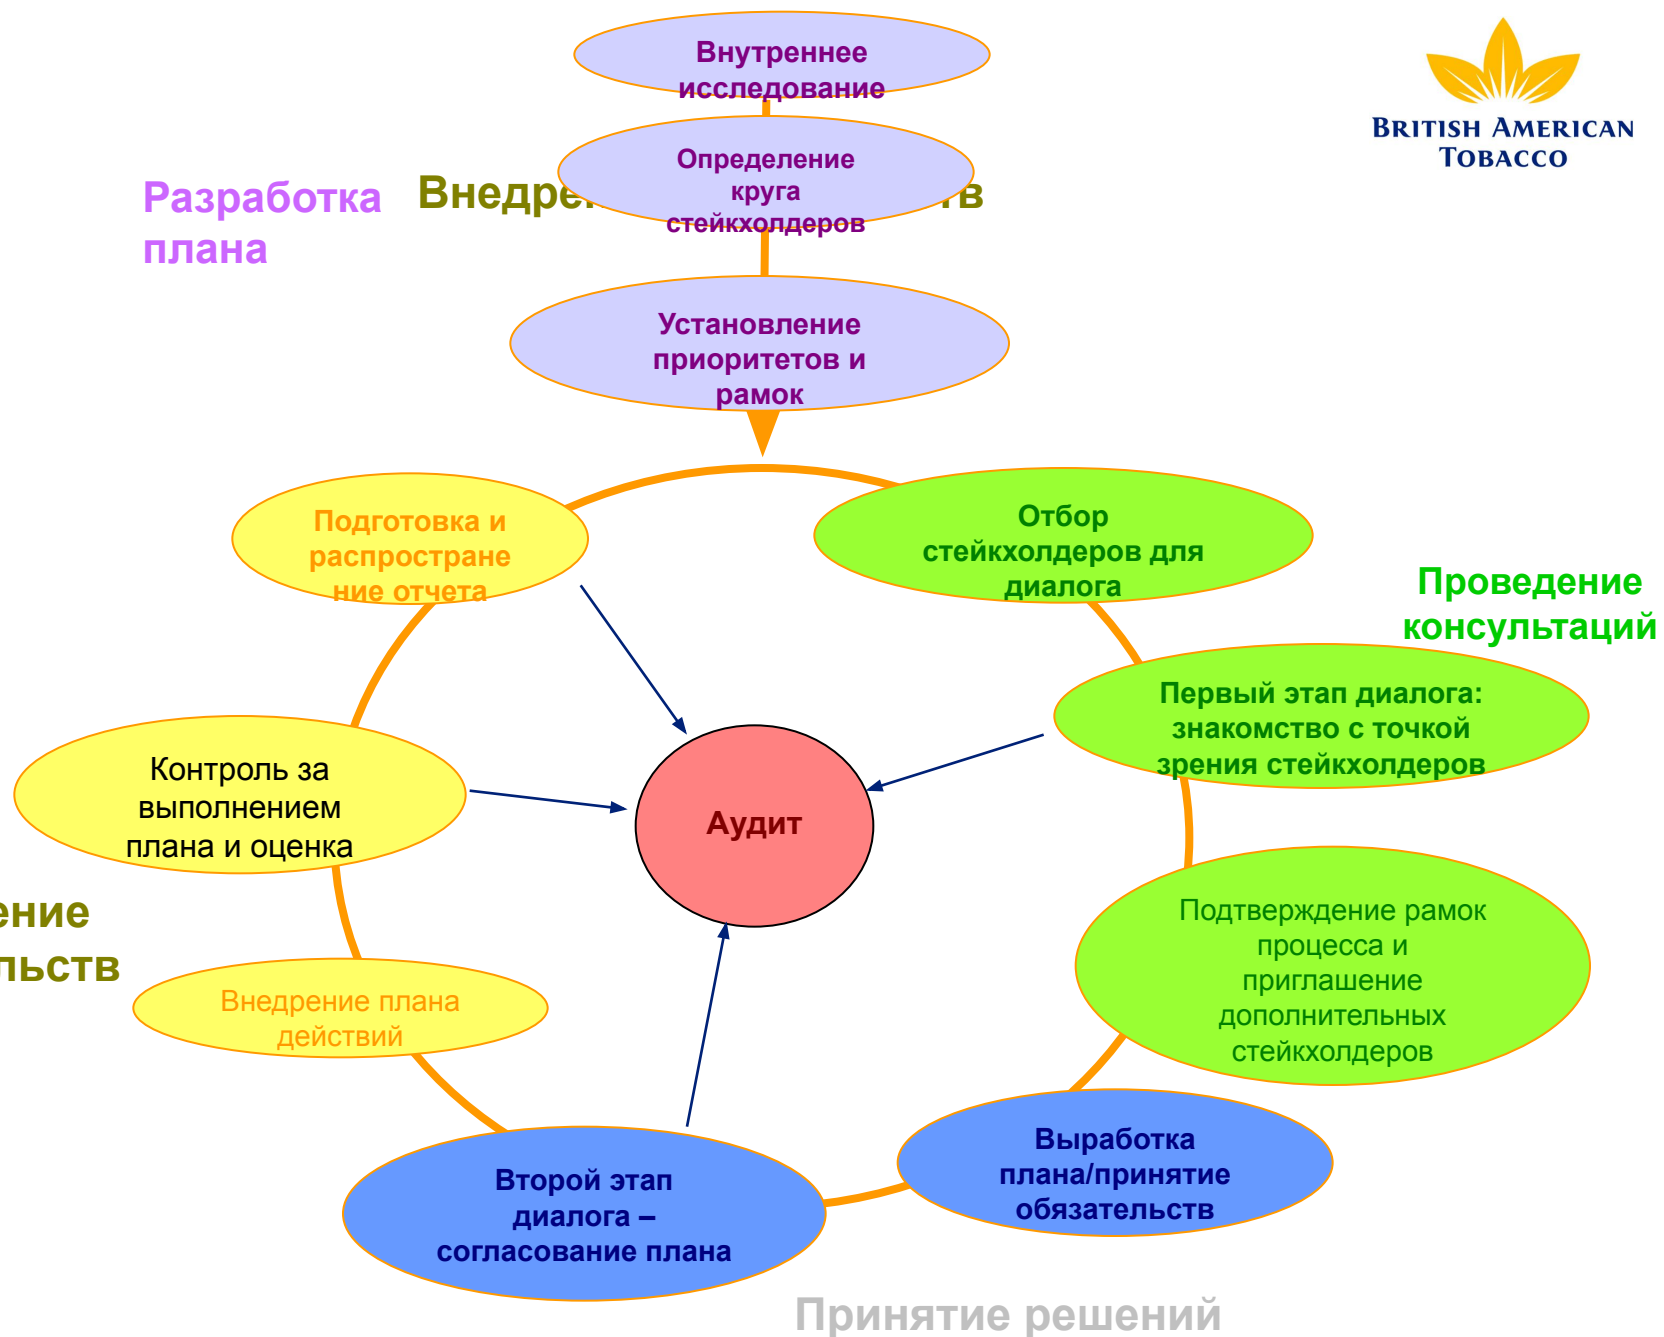 Внутреннее
исследование
BRITISH AMERICAN
TOBACCO
Определение
круга
стейкхолдеров
Разработка
плана
Установление
приоритетов и
рамок
Подготовка и
распростране
ние отчета
Отбор
стейкхолдеров для
диалога
Проведение
консультаций
Первый этап диалога:
знакомство с точкой
зрения стейкхолдеров
Контроль за
выполнением
плана и оценка
Аудит
Подтверждение рамок
процесса и
приглашение
дополнительных
стейкхолдеров
Внедрение плана
действий
Выработка
плана/принятие
обязательств
Второй этап
диалога –
согласование плана
Принятие решений